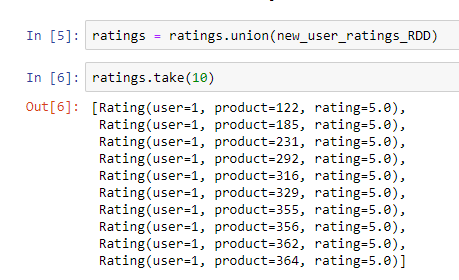 In [5]: ratings = ratings.union(new_user_ratings_RDD)
In [6]: ratings.take(10)
Out[6]: [Rating(user=1, product=122, rating=5.0),
Rating(user=1, product=185, rating=5.0),
Rating(user=1, product=231, rating=5.0),
Rating(user=1, product=292, rating=5.0),
Rating(user=1, product=316, rating=5.0),
Rating(user=1, product=329, rating=5.0),
Rating(user=1, product=355, rating=5.0),
Rating(user=1, product=356, rating=5.0),
Rating(user=1, product=362, rating=5.0),
Rating(user=1, product=364, rating=5.0)]